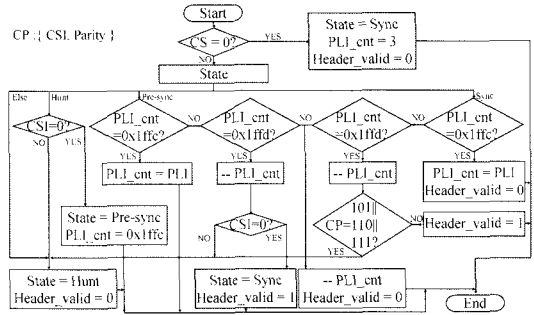 Start
CP :{ CSI, Parity }
CS = 0?
YES
State = Sync
PLI_cnt = 3
Header_valid = 0
NO
State
Else
Hunt
Pre-sync
Sync
CSI=0?
PLI_cnt
=0x1ffc?
NO
PLI_cnt
=0x1ffd?
NO
PLI_cnt
=0x1ffd?
NO
PLI_cnt
=0x1ffc?
NO
YES
YES
YES
YES
YES
PLI_cnt = PLI
-- PLI_cnt
-- PLI_cnt
PLI_cnt = PLI
Header_valid = 0
NO
State = Pre-sync
PLI_cnt = 0x1ffc
CSI=0?
NO
YES
101||
CP=110||
111?
NO
YES
Header_valid = 1
State = Hunt
Header_valid = 0
State = Sync
Header_valid = 1
-- PLI_cnt
Header_valid = 0
End